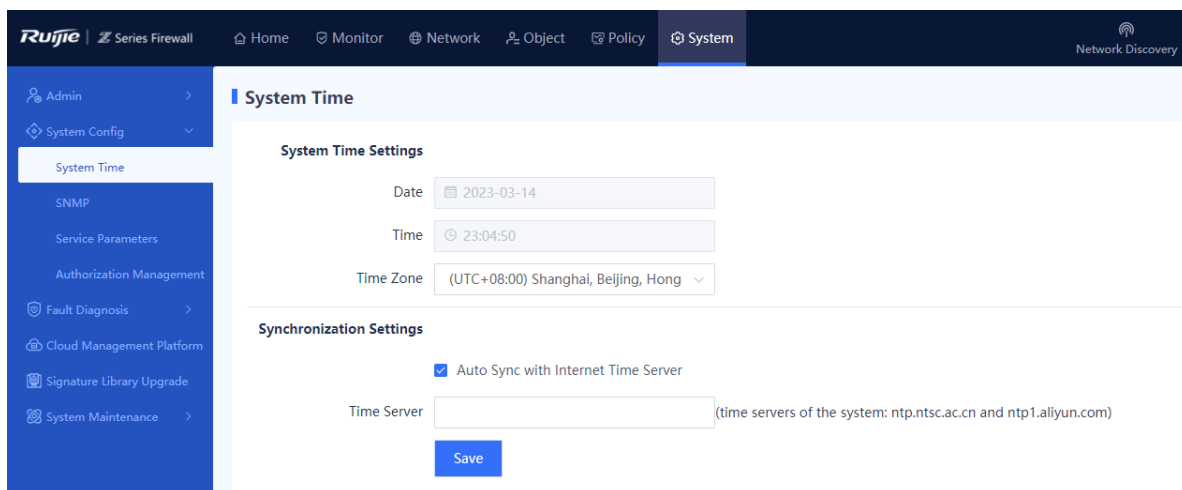 Ruijie | Z Series Firewall
Home
Monitor
Network
Object
Policy
System
Network Discovery
Admin
System Config
System Time
SNMP
Service Parameters
Authorization Management
Fault Diagnosis
Cloud Management Platform
Signature Library Upgrade
System Maintenance
System Time
System Time Settings
Date 2023-03-14
Time 23:04:50
Time Zone (UTC+08:00) Shanghai, Beijing, Hong
Synchronization Settings
Auto Sync with Internet Time Server
Time Server (time servers of the system: ntp.ntsc.ac.cn and ntp1.aliyun.com)
Save